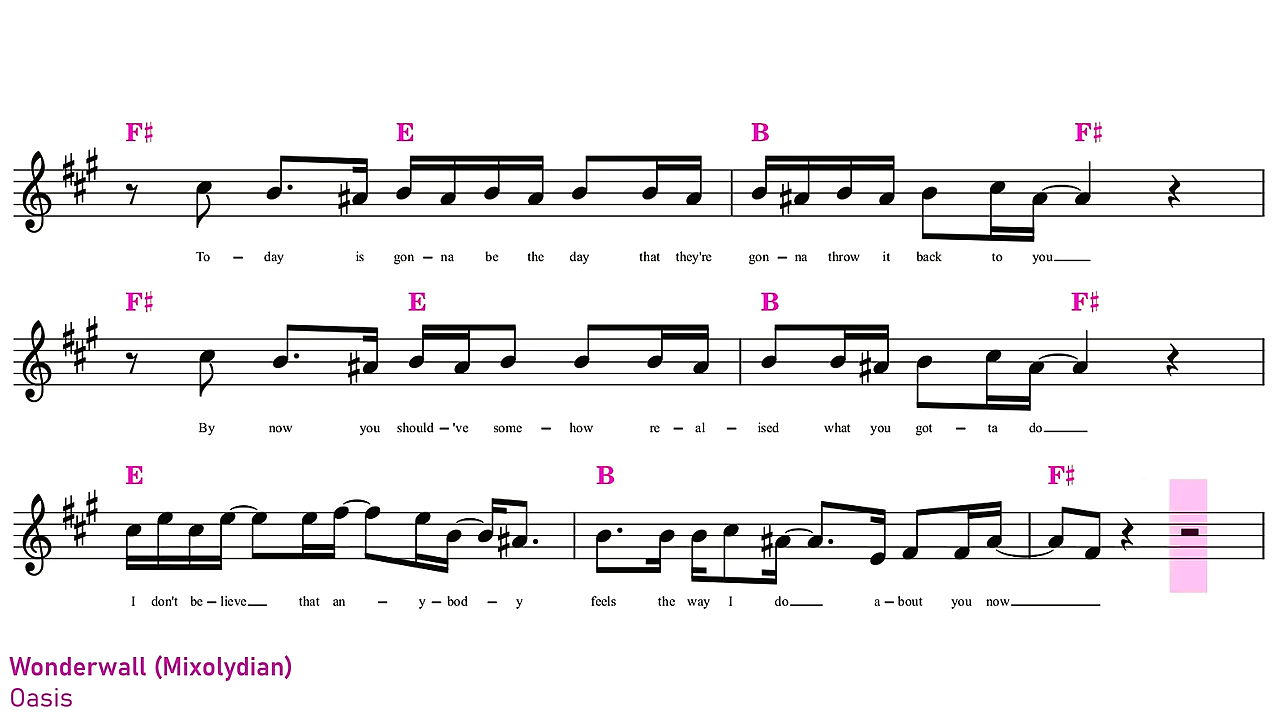 F♯ E B F♯
To – day is gon – na be the day that they're gon – na throw it back to you
F♯ E B F♯
By now you should – 've some – how re – al – ised what you got – ta do
E B F♯
I don't be – lieve that an – y – bod – y feels the way I do a – bout you now
Wonderwall (Mixolydian)
Oasis